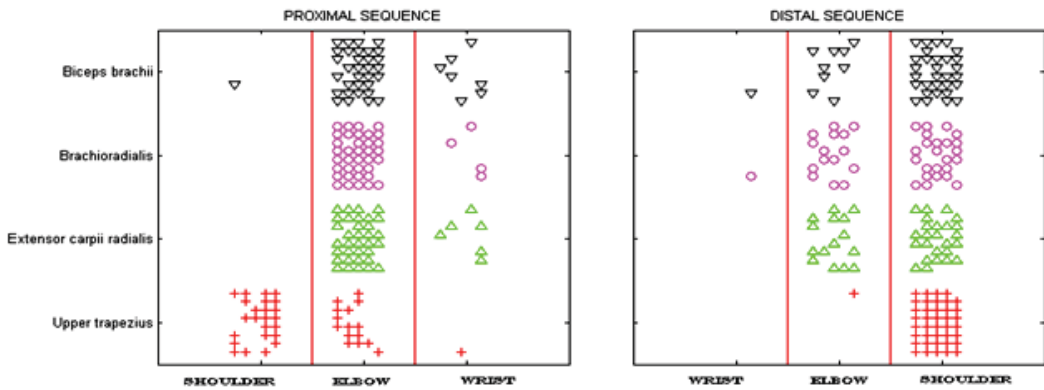 PROXIMAL SEQUENCE
DISTAL SEQUENCE
Biceps brachii
Brachioradialis
Extensor carpii radialis
Upper trapezius
SHOULDER ELBOW WRIST
WRIST ELBOW SHOULDER